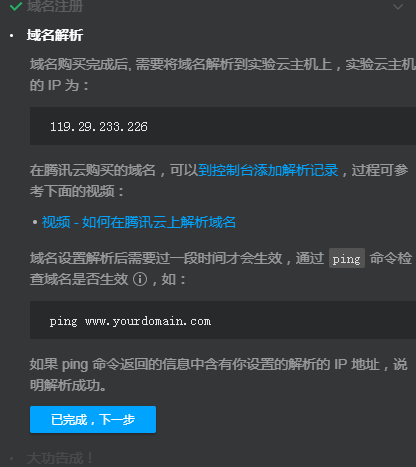 域名注册
域名解析
域名购买完成后, 需要将域名解析到实验云主机上，实验云主机
的 IP 为：
119.29.233.226
在腾讯云购买的域名，可以到控制台添加解析记录，过程可参
考下面的视频：
•视频 - 如何在腾讯云上解析域名
域名设置解析后需要过一段时间才会生效，通过 ping 命令检
查域名是否生效 ，如：
ping www.yourdomain.com
如果 ping 命令返回的信息中含有你设置的解析的 IP 地址，说
明解析成功。
已完成，下一步
大功告成！